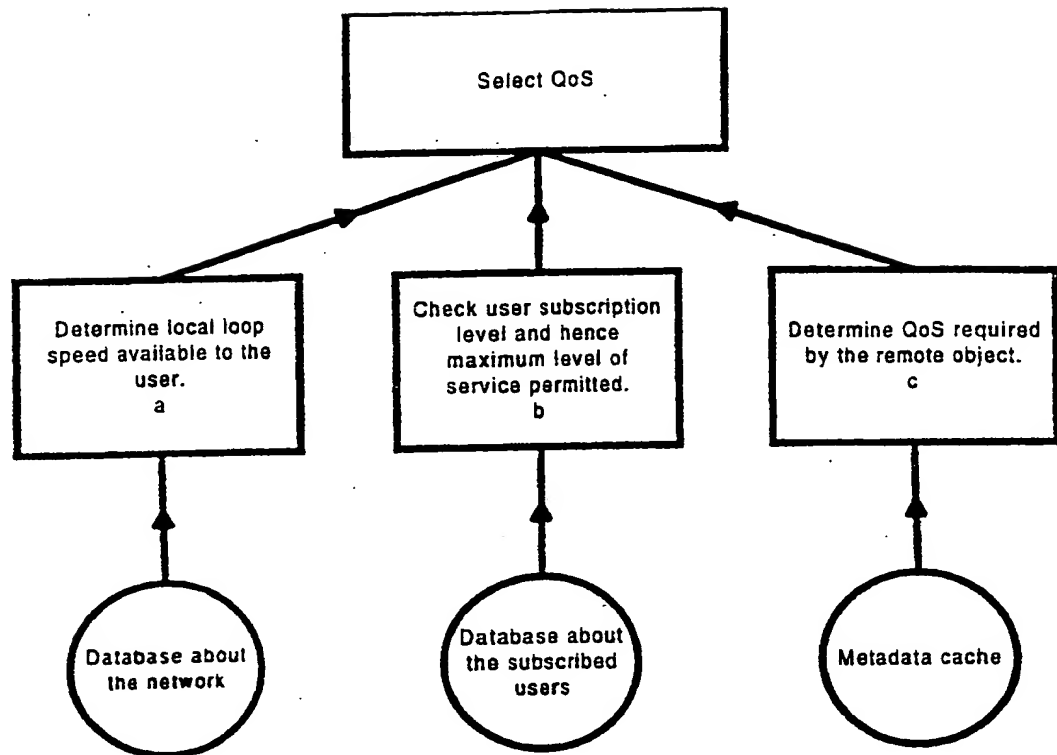 Select QoS
Determine local loop
speed available to the
user.
a
Check user subscription
level and hence
maximum level of
service permitted.
b
Determine QoS required
by the remote object.
c
Database about
the network
Database about
the subscribed
users
Metadata cache